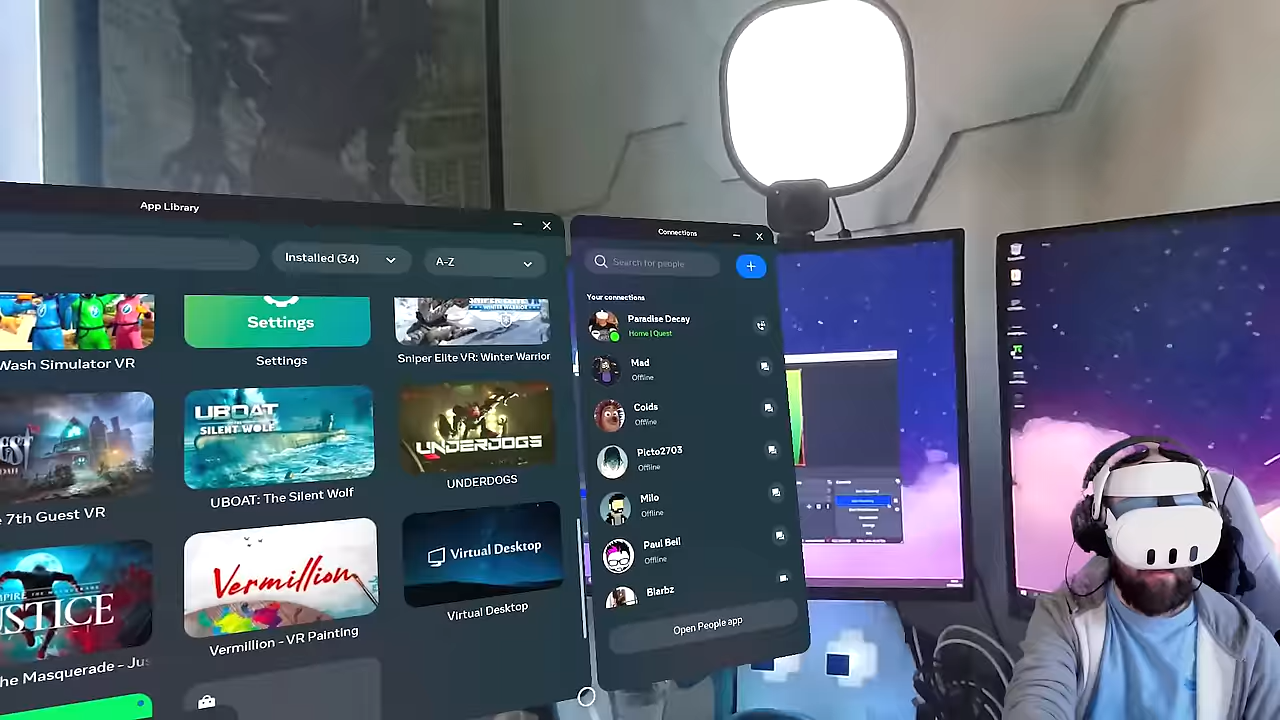 App Library
Installed (34)
A-Z
Settings
Wash Simulator VR
Settings
Sniper Elite VR: Winter Warrior
UBOAT
SILENT WOLF
UNDERDOGS
7th Guest VR
UBOAT: The Silent Wolf
UNDERDOGS
Vermillion
Virtual Desktop
Vermillion - VR Painting
Virtual Desktop
he Masquerade - Jus
Connections
Search for people
Your connections
Paradise Decay
Home | Quest
Mad
Offline
Coids
Offline
Picto2703
Offline
Milo
Offline
Paul Bell
Offline
Blarbz
Open People app